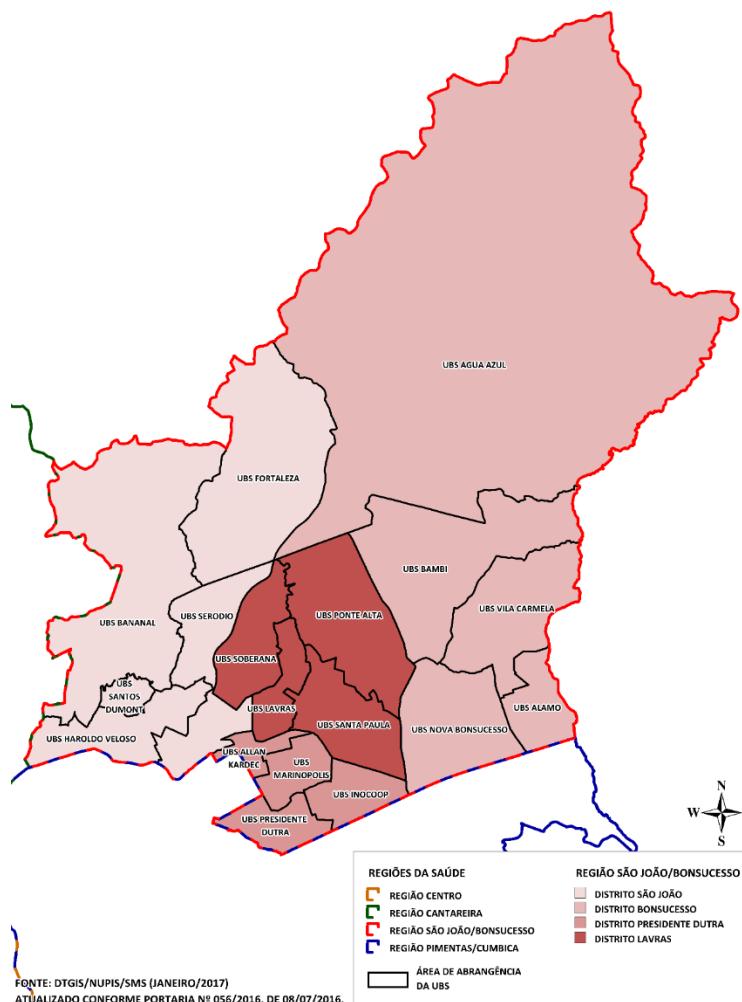 UBS AGUA AZUL
UBS FORTALEZA
UBS BAMBI
UBS VILA CARMELA
UBS SERODIO
UBS PONTE ALTA
UBS BANANAL
UBS SOBERANA
UBS
SANTOS
DUMONT
UBS LAVRAS
UBS ALAMO
UBS SANTA PAULA
UBS NOVA BONSUCESSO
UBS HAROLDO VELOSO
UBS ALLAN
KARDEC
UBS
MARINOPOLIS
UBS INOCOOP
UBS PRESIDENTE
DUTRA
N
W
E
S
REGIÕES DA SAÚDE
REGIÃO CENTRO
REGIÃO CANTAREIRA
REGIÃO SÃO JOÃO/BONSUCESSO
REGIÃO PIMENTAS/CUMBICA
ÁREA DE ABRANGÊNCIA
DA UBS
REGIÃO SÃO JOÃO/BONSUCESSO
DISTRITO SÃO JOÃO
DISTRITO BONSUCESSO
DISTRITO PRESIDENTE DUTRA
DISTRITO LAVRAS
FONTE: DTGIS/NUPIS/SMS (JANEIRO/2017)
ATUALIZADO CONFORME PORTARIA Nº 056/2016, DE 08/07/2016.